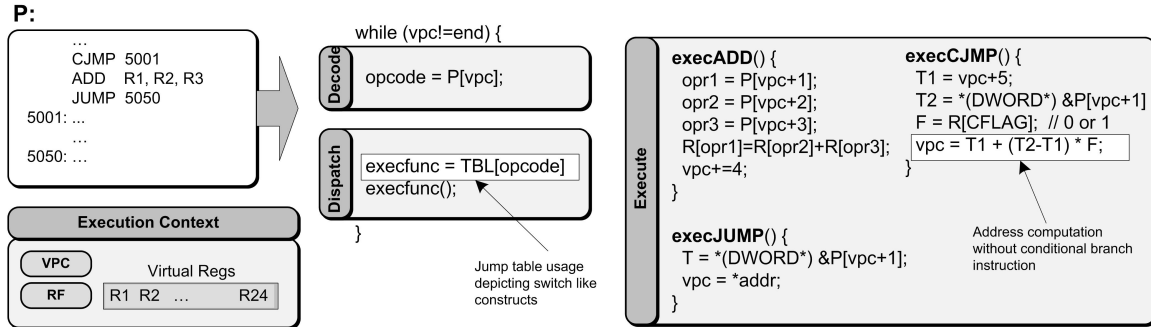 P:
...
CJMP 5001
ADD R1, R2, R3
JUMP 5050
5001: ...
...
5050: ...
Execution Context
VPC
RF
Virtual Regs
R1 R2 ... R24
while (vpc!=end) {
Decode
opcode = P[vpc];
Dispatch
execfunc = TBL[opcode]
execfunc();
}
Jump table usage
depicting switch like
constructs
Execute
execADD() {
opr1 = P[vpc+1];
opr2 = P[vpc+2];
opr3 = P[vpc+3];
R[opr1]=R[opr2]+R[opr3];
vpc+=4;
}
execJUMP() {
T = *(DWORD*) &P[vpc+1];
vpc = *addr;
}
execCJMP() {
T1 = vpc+5;
T2 = *(DWORD*) &P[vpc+1]
F = R[CFLAG]; // 0 or 1
vpc = T1 + (T2-T1) * F;
}
Address computation
without conditional branch
instruction